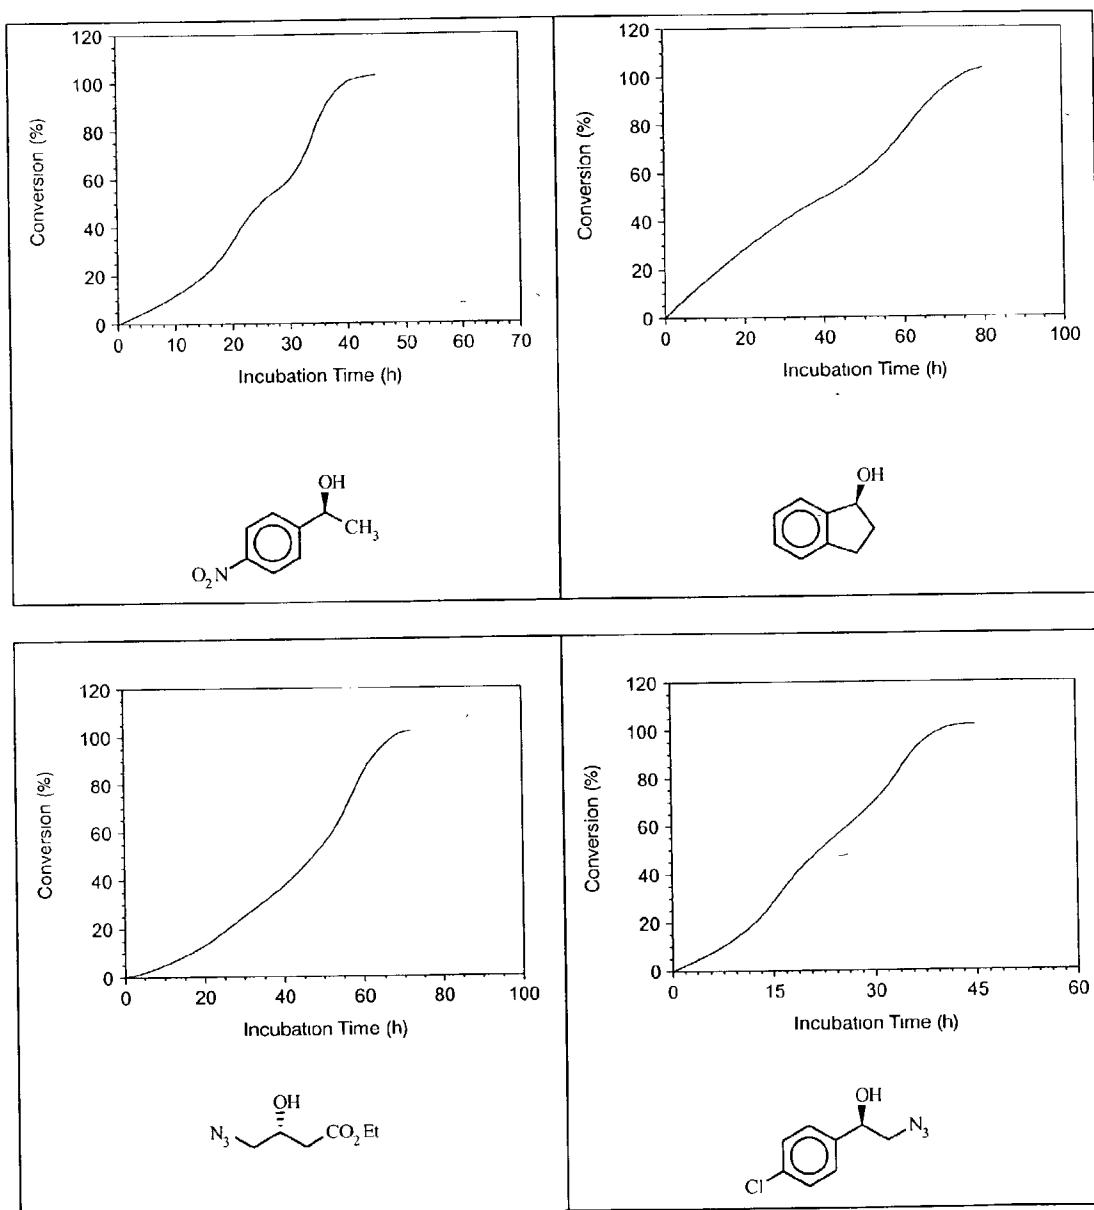 120
100
80
60
40
20
0
Conversion (%)
0 10 20 30 40 50 60 70
Incubation Time (h)
OH
CH3
O2N
120
100
80
60
40
20
0
Conversion (%)
0 20 40 60 80 100
Incubation Time (h)
OH
120
100
80
60
40
20
0
Conversion (%)
0 20 40 60 80 100
Incubation Time (h)
OH
N3 CO2Et
120
100
80
60
40
20
0
Conversion (%)
0 15 30 45 60
Incubation Time (h)
OH
N3
Cl